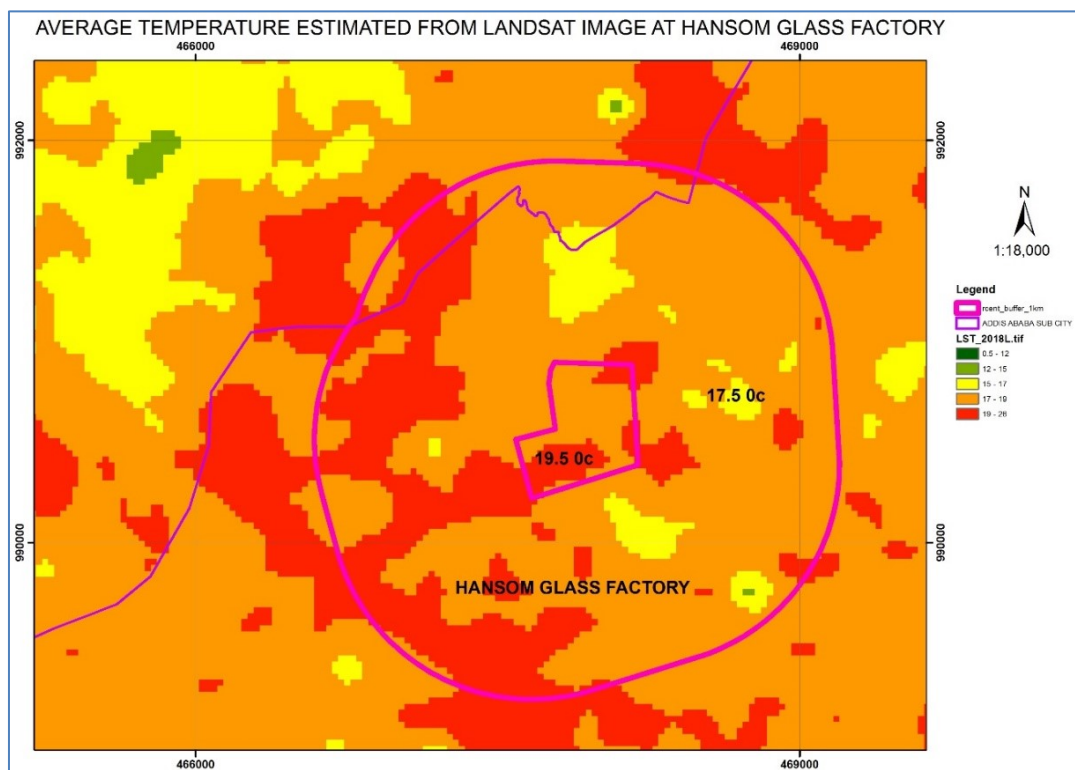 AVERAGE TEMPERATURE ESTIMATED FROM LANDSAT IMAGE AT HANSOM GLASS FACTORY
466000
469000
992000
992000
N
1:18,000
Legend
rcent_buffer_1km
ADDIS ABABA SUB CITY
LST_2018L.tif
0.5 - 12
12 - 15
15 - 17
17 - 19
19 - 28
17.5 0c
19.5 0c
990000
990000
HANSOM GLASS FACTORY
466000
469000